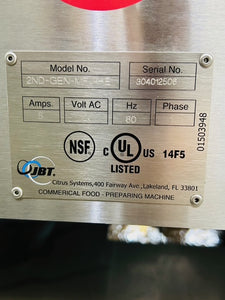 Model No. Serial No.
304012506
Amps. Volt AC Hz Phase
60
NSF
C UL US 14F5
LISTED
01503948
JBT.
Citrus Systems,400 Fairway Ave.,Lakeland, FL 33801
COMMERICAL FOOD - PREPARING MACHINE